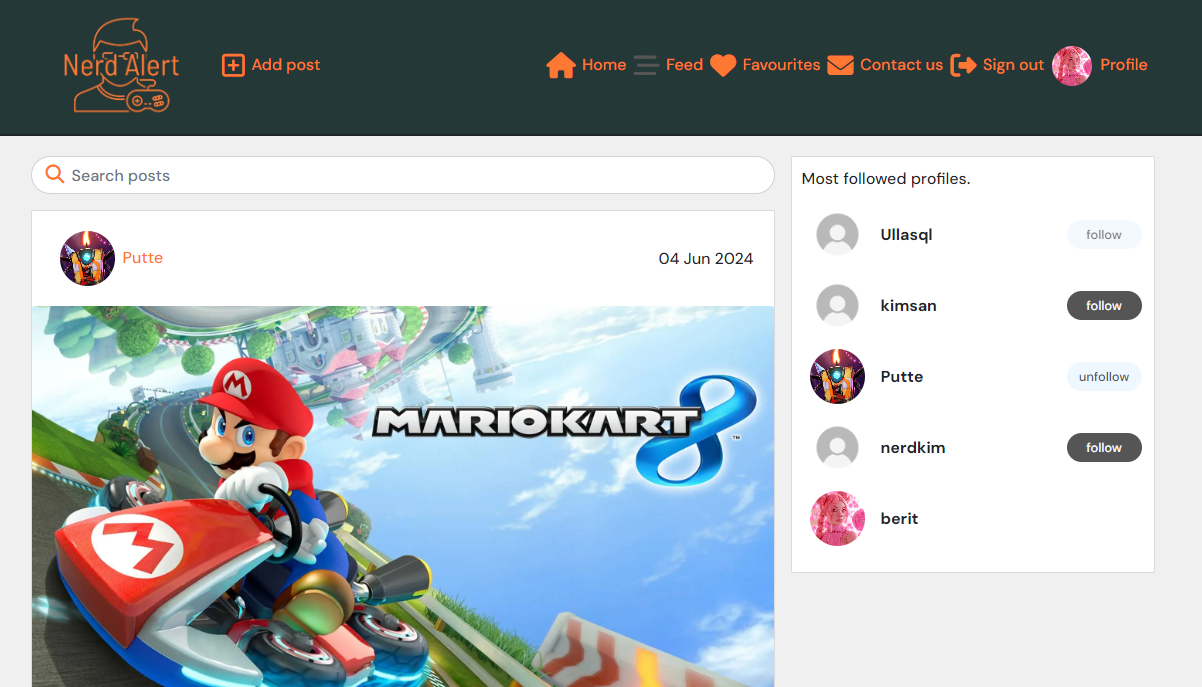 Nerd Alert
Add post
Home
Feed
Favourites
Contact us
Sign out
Profile
Search posts
Putte
04 Jun 2024
M
MARIOKART 8
TM
M
Most followed profiles.
Ullasql
follow
kimsan
follow
Putte
unfollow
nerdkim
follow
berit